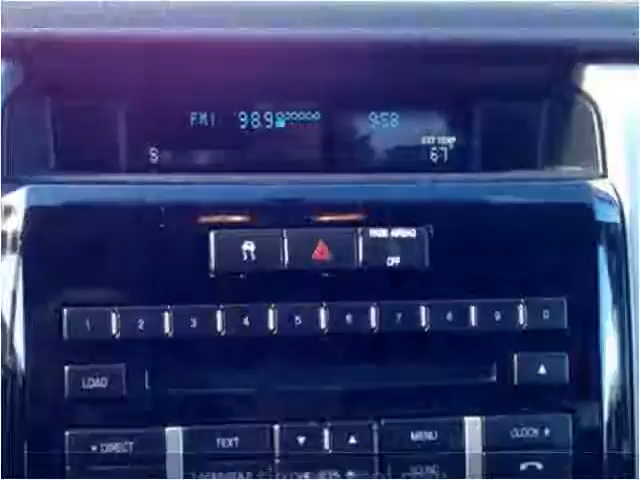 FM1 989 958
EXT TEMP
S 67°
PASS AIRBAG
OFF
1 2 3 4 5 6 7 8 9 0
LOAD
DIRECT TEXT MENU CLOCK
SOUND